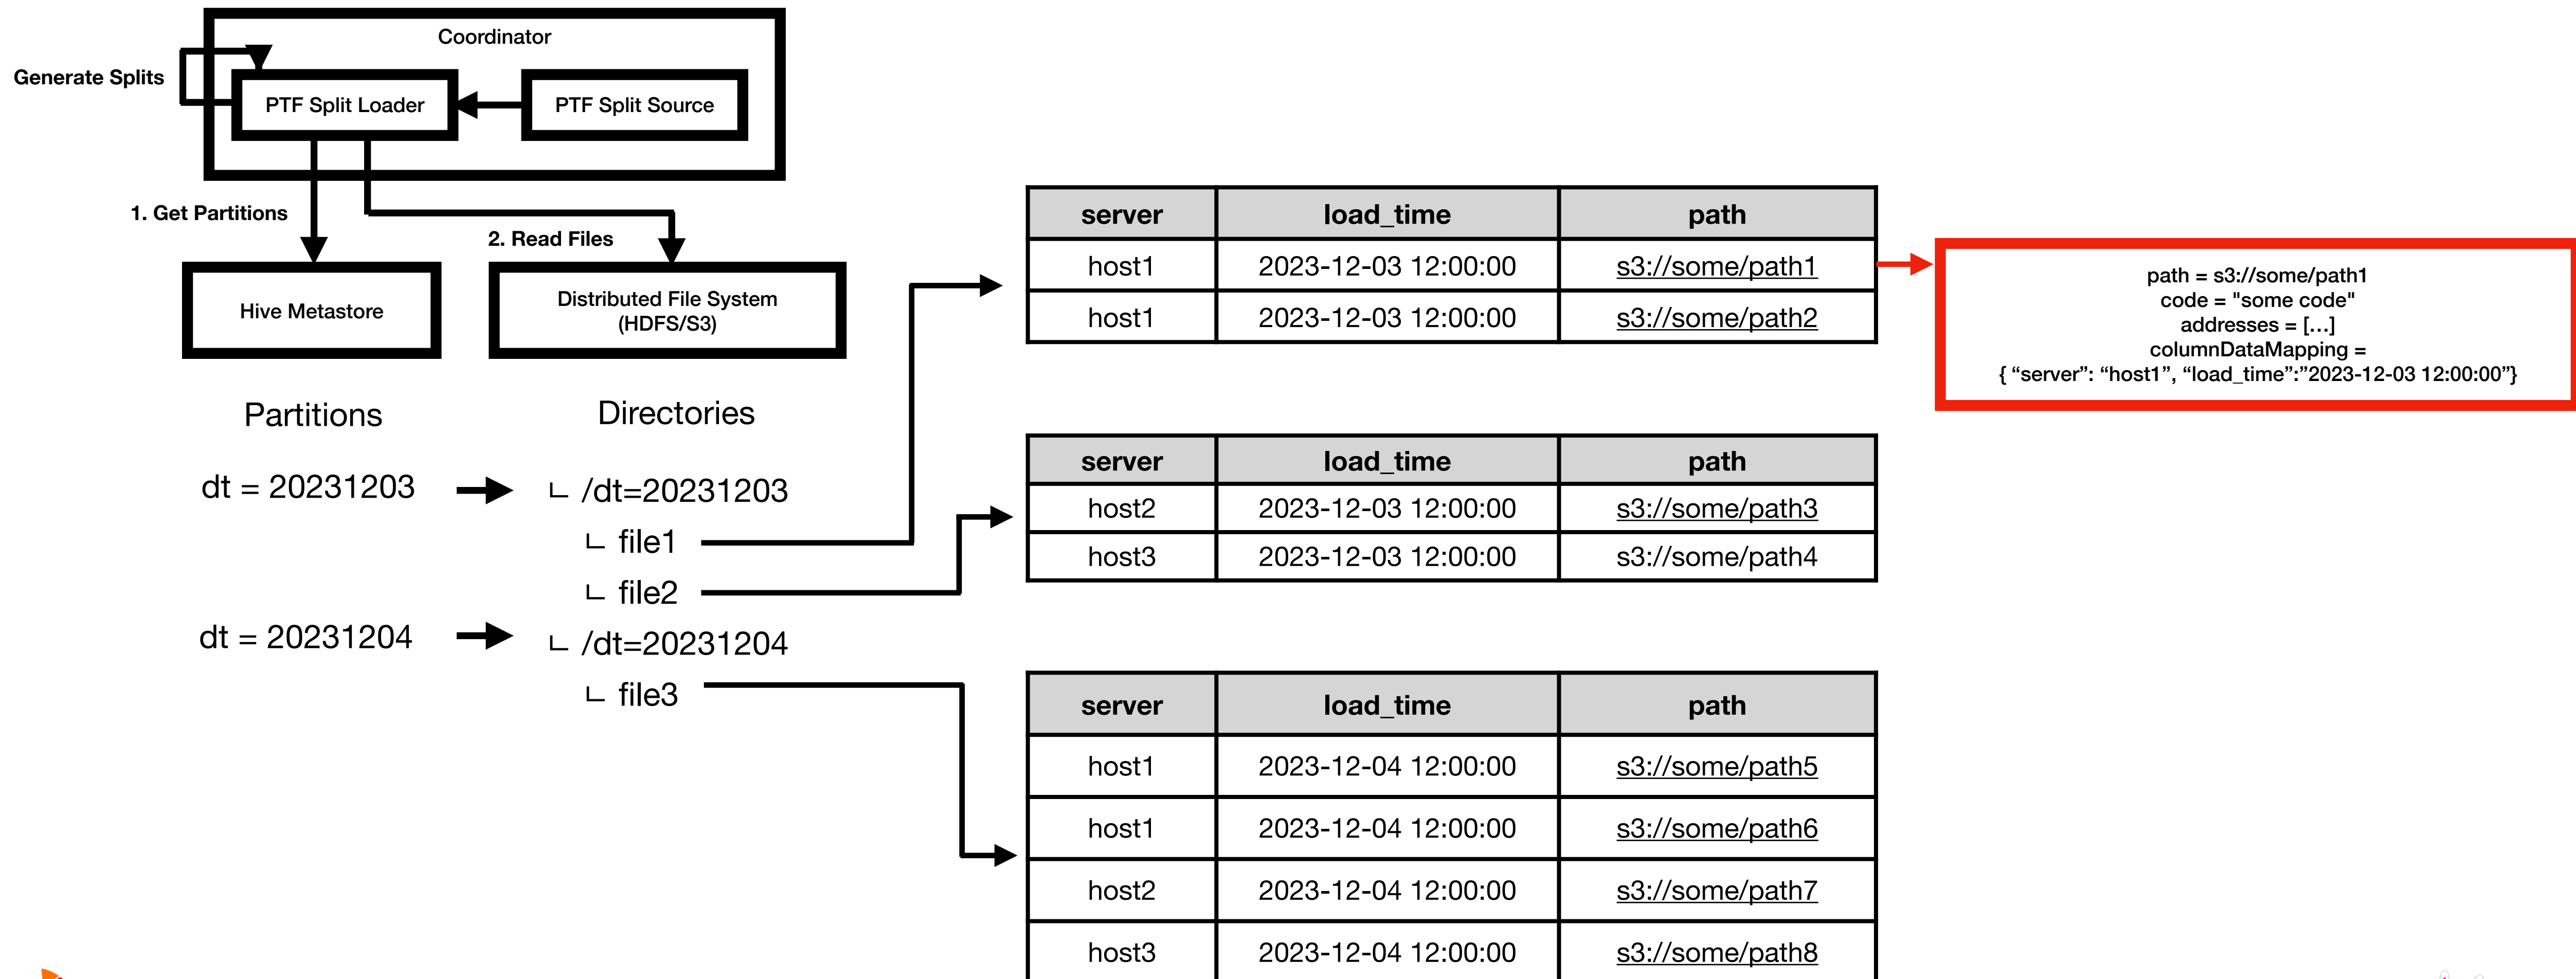 Coordinator
Generate Splits
PTF Split Loader
PTF Split Source
1. Get Partitions
2. Read Files
Hive Metastore
Distributed File System
(HDFS/S3)
Partitions
Directories
dt = 20231203
∟ /dt=20231203
∟ file1
∟ file2
dt = 20231204
∟ /dt=20231204
∟ file3
server load_time path
host1 2023-12-03 12:00:00 s3://some/path1
host1 2023-12-03 12:00:00 s3://some/path2
path = s3://some/path1
code = "some code"
addresses = […]
columnDataMapping =
{ “server”: “host1”, “load_time”:”2023-12-03 12:00:00”}
server load_time path
host2 2023-12-03 12:00:00 s3://some/path3
host3 2023-12-03 12:00:00 s3://some/path4
server load_time path
host1 2023-12-04 12:00:00 s3://some/path5
host1 2023-12-04 12:00:00 s3://some/path6
host2 2023-12-04 12:00:00 s3://some/path7
host3 2023-12-04 12:00:00 s3://some/path8